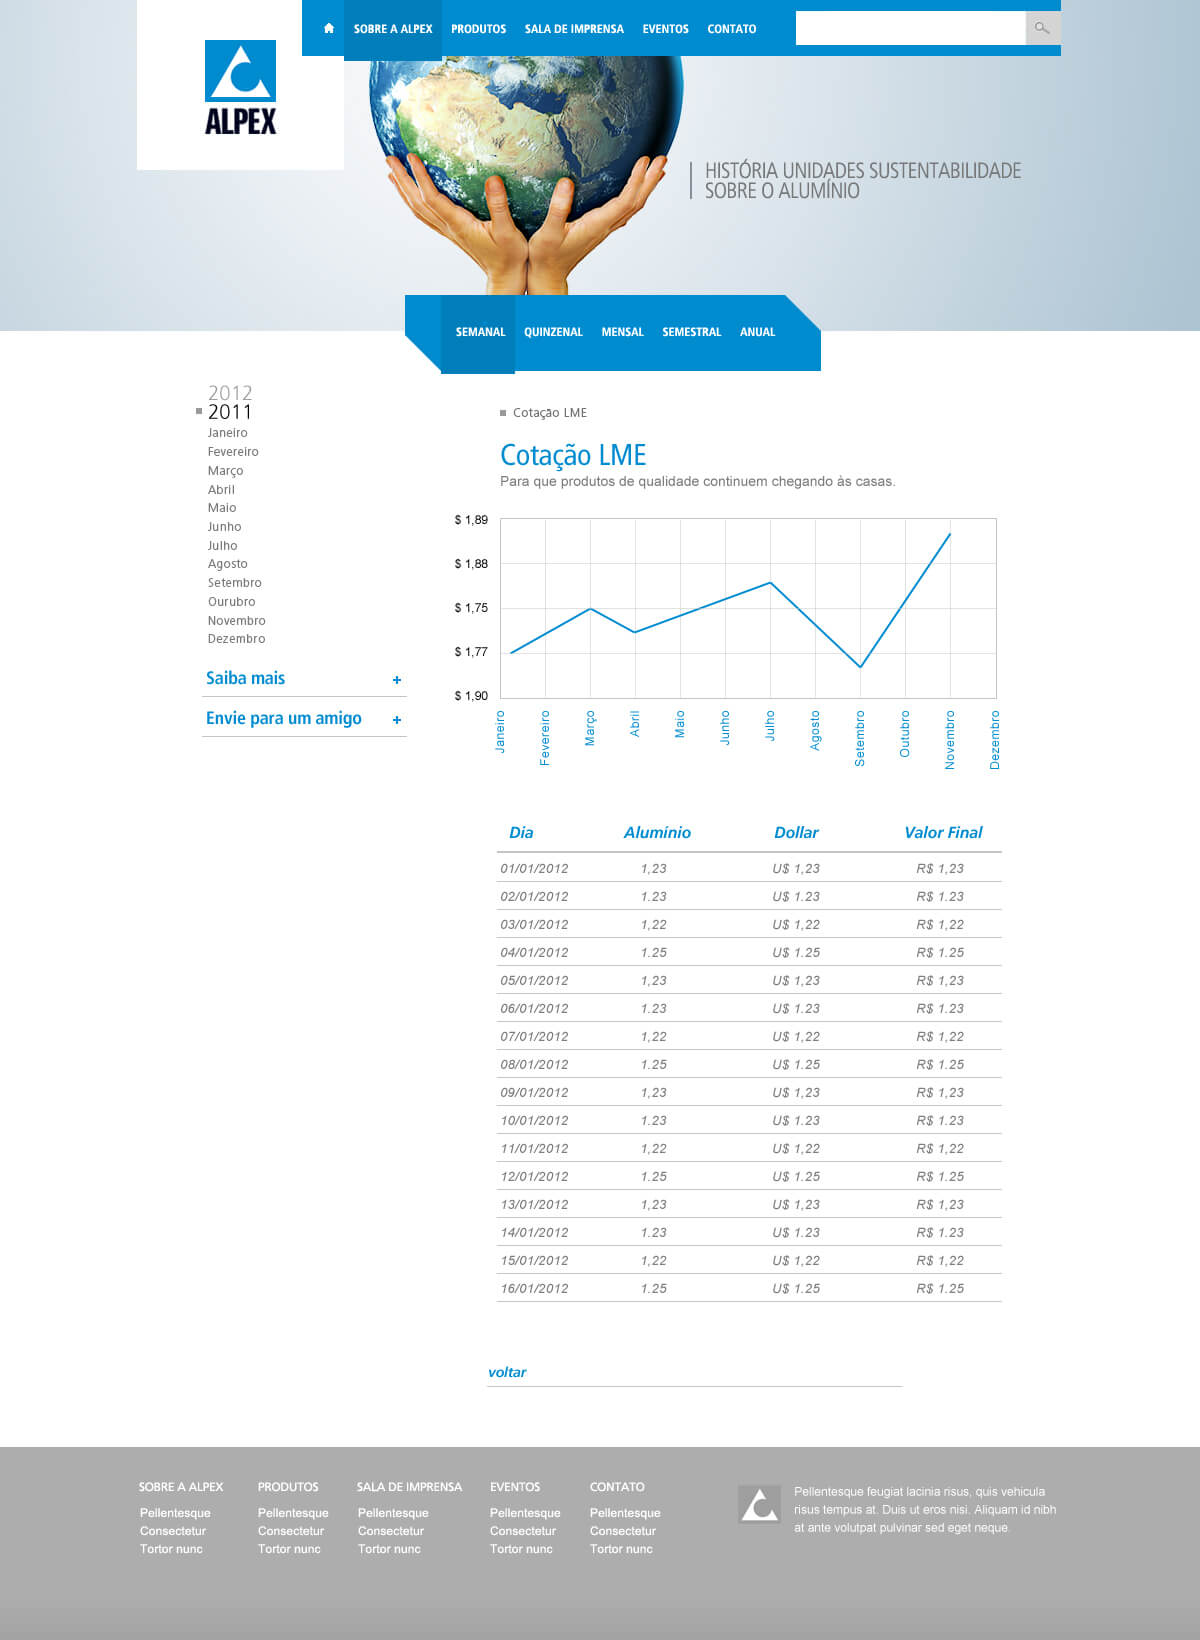 SOBRE A ALPEX PRODUTOS SALA DE IMPRENSA EVENTOS CONTATO
ALPEX
HISTÓRIA UNIDADES SUSTENTABILIDADE
SOBRE O ALUMÍNIO
SEMANAL QUINZENAL MENSAL SEMESTRAL ANUAL
2012
2011
Janeiro
Fevereiro
Março
Abril
Maio
Junho
Julho
Agosto
Setembro
Ourubro
Novembro
Dezembro
Saiba mais +
Envie para um amigo +
Cotação LME
Cotação LME
Para que produtos de qualidade continuem chegando às casas.
$ 1,89
$ 1,88
$ 1,75
$ 1,77
$ 1,90
Janeiro
Fevereiro
Março
Abril
Maio
Junho
Julho
Agosto
Setembro
Outubro
Novembro
Dezembro
Dia Alumínio Dollar Valor Final
01/01/2012 1,23 U$ 1,23 R$ 1,23
02/01/2012 1.23 U$ 1.23 R$ 1.23
03/01/2012 1,22 U$ 1,22 R$ 1,22
04/01/2012 1.25 U$ 1.25 R$ 1.25
05/01/2012 1,23 U$ 1,23 R$ 1,23
06/01/2012 1.23 U$ 1.23 R$ 1.23
07/01/2012 1,22 U$ 1,22 R$ 1,22
08/01/2012 1.25 U$ 1.25 R$ 1.25
09/01/2012 1,23 U$ 1,23 R$ 1,23
10/01/2012 1.23 U$ 1.23 R$ 1.23
11/01/2012 1,22 U$ 1,22 R$ 1,22
12/01/2012 1.25 U$ 1.25 R$ 1.25
13/01/2012 1,23 U$ 1,23 R$ 1,23
14/01/2012 1.23 U$ 1.23 R$ 1.23
15/01/2012 1,22 U$ 1,22 R$ 1,22
16/01/2012 1.25 U$ 1.25 R$ 1.25
voltar
SOBRE A ALPEX PRODUTOS SALA DE IMPRENSA EVENTOS CONTATO
Pellentesque Pellentesque Pellentesque Pellentesque Pellentesque
Consectetur Consectetur Consectetur Consectetur Consectetur
Tortor nunc Tortor nunc Tortor nunc Tortor nunc Tortor nunc
Pellentesque feugiat lacinia risus, quis vehicula
risus tempus at. Duis ut eros nisi. Aliquam id nibh
at ante volutpat pulvinar sed eget neque.